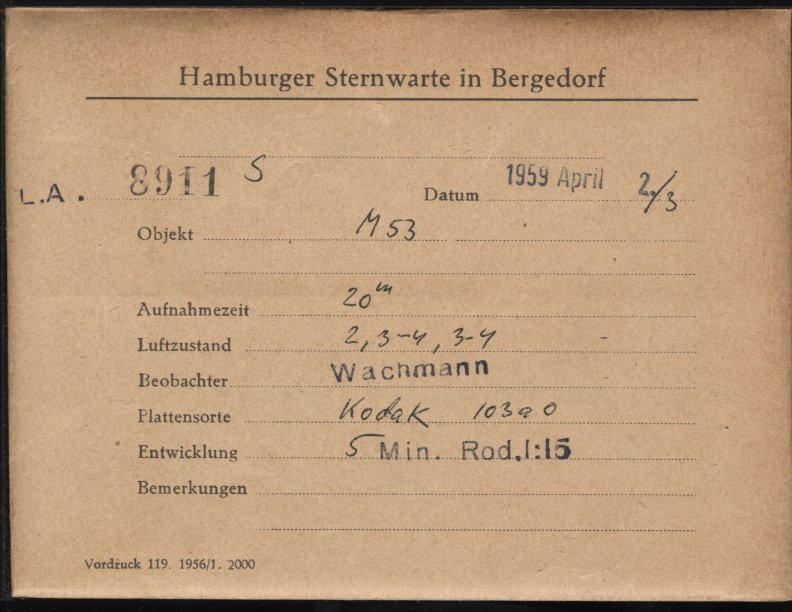 Hamburger Sternwarte in Bergedorf
L.A. 8911 S Datum 1959 April 2./3
Objekt M 53
Aufnahmezeit 20m
Luftzustand 2, 3-4, 3-4
Beobachter Wachmann
Plattensorte Kodak 103a0
Entwicklung 5 Min. Rod.1:15
Bemerkungen
Vordruck 119. 1956/1. 2000